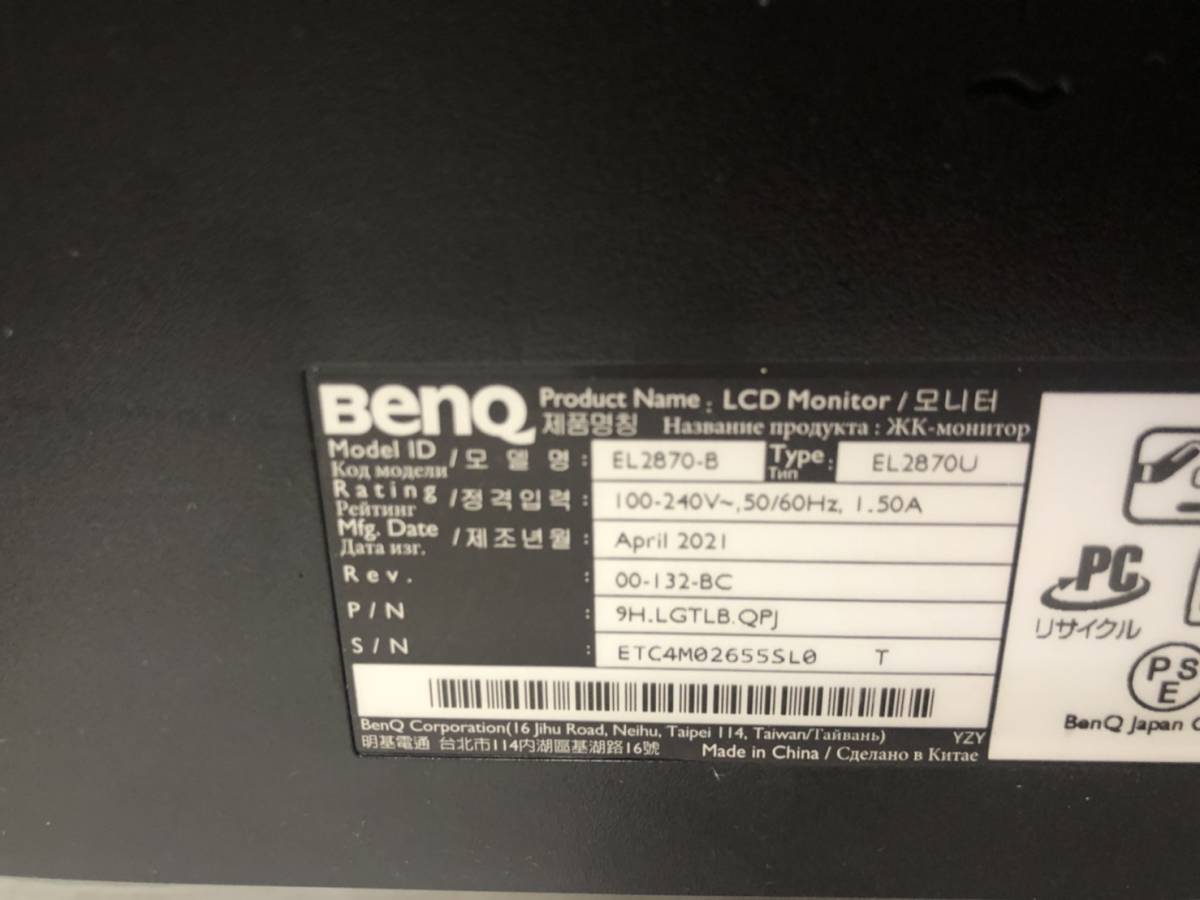 BenQ
Product Name : LCD Monitor / 모니터
제품명칭 Название продукта : ЖК-монитор
Model ID / 모 델 명 : EL2870-B Type : EL2870U
Код модели Тип
Rating / 정격입력 : 100-240V~,50/60Hz, 1.50A
Рейтинг
Mfg. Date / 제조년월 : April 2021
Дата изг.
Rev. : 00-132-BC
P/N : 9H.LGTLB.QPJ
S/N : ETC4M02655SL0 T
BenQ Corporation(16 Jihu Road, Neihu, Taipei 114, Taiwan/Тайвань) YZY
明基電通 台北市114內湖區基湖路16號 Made in China / Сделано в Китае
PC
リサイクル
PS
E
BenQ Japan